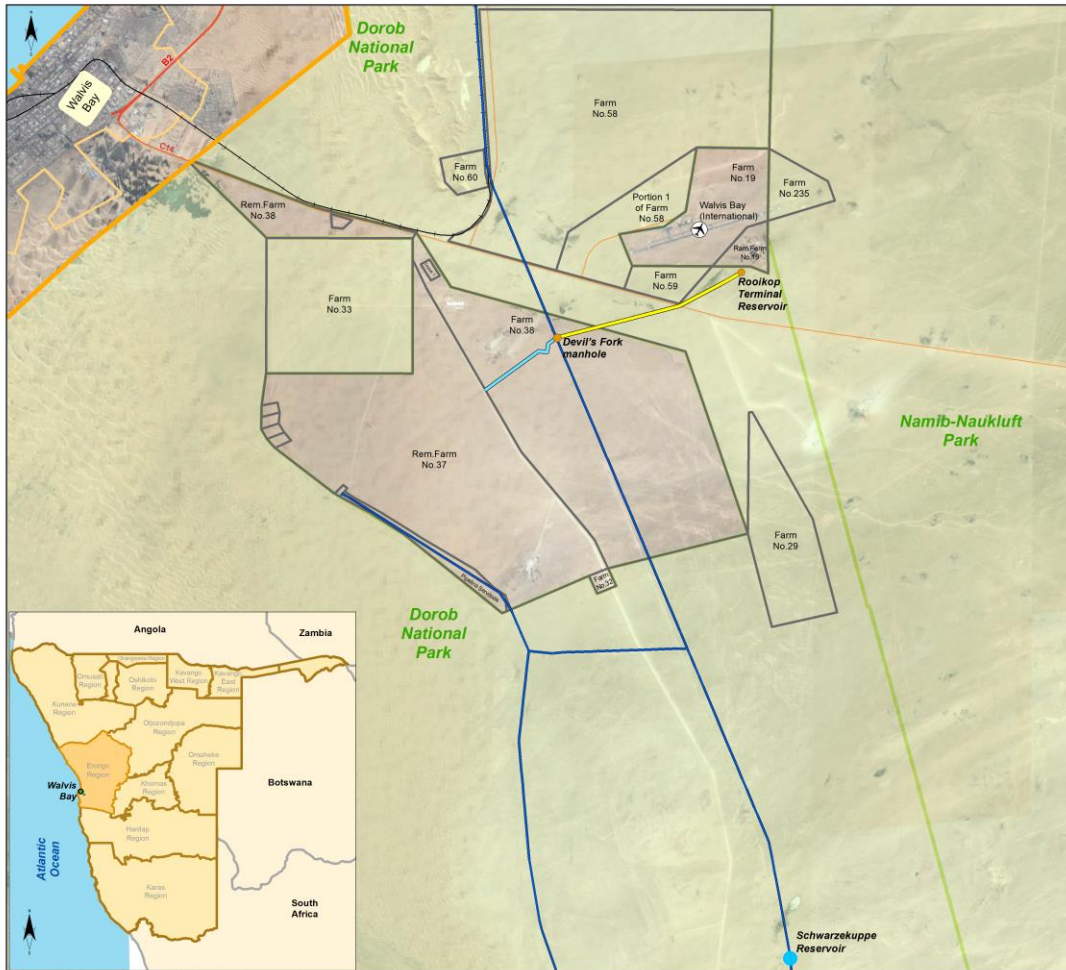 Dorob
National
Park
B2
Walvis
Bay
C14
Farm
No.58
Farm
No.60
Farm
No.19
Farm
No.235
Portion 1
of Farm
No.58
Walvis Bay
(International)
Rem.Farm
No.38
Rem.Farm
No.19
Farm
No.59
Rooikop
Terminal
Reservoir
Farm
No.33
Farm
No.38
Devil's Fork
manhole
Namib-Naukluft
Park
Rem.Farm
No.37
Farm
No.29
Farm
No.32
Pipeline Servitude
Dorob
National
Park
Schwarzekuppe
Reservoir
Angola
Zambia
Ohangwena Region
Omusati
Region
Oshikoto
Region
Kavango
West Region
Kavango
East
Region
Kunene
Region
Otjozondjupa
Region
Omaheke
Region
Erongo
Region
Khomas
Region
Walvis
Bay
Botswana
Hardap
Region
Atlantic
Ocean
Karas
Region
South
Africa